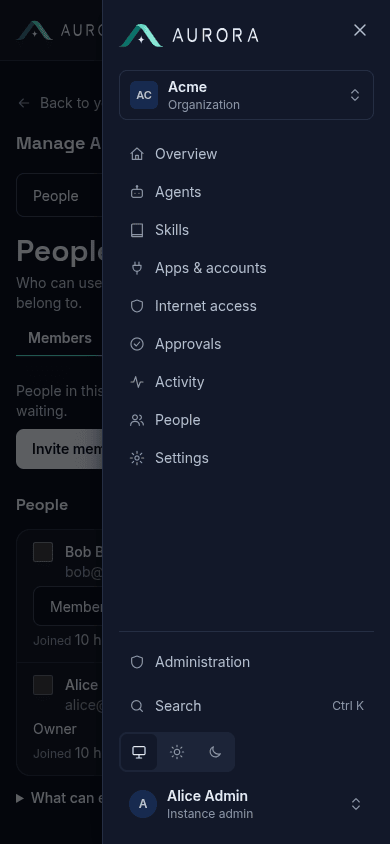 AURORA
Acme
Organization
AC
Overview
Agents
Skills
Apps & accounts
Internet access
Approvals
Activity
People
Settings
Administration
Search
Ctrl K
A
Alice Admin
Instance admin
AUR
Back to y
Manage A
People
People
Who can use
belong to.
Members
People in this
waiting.
Invite mem
People
Bob B
bob@
Member
Joined 10 h
Alice
alice@
Owner
Joined 10 h
What can e